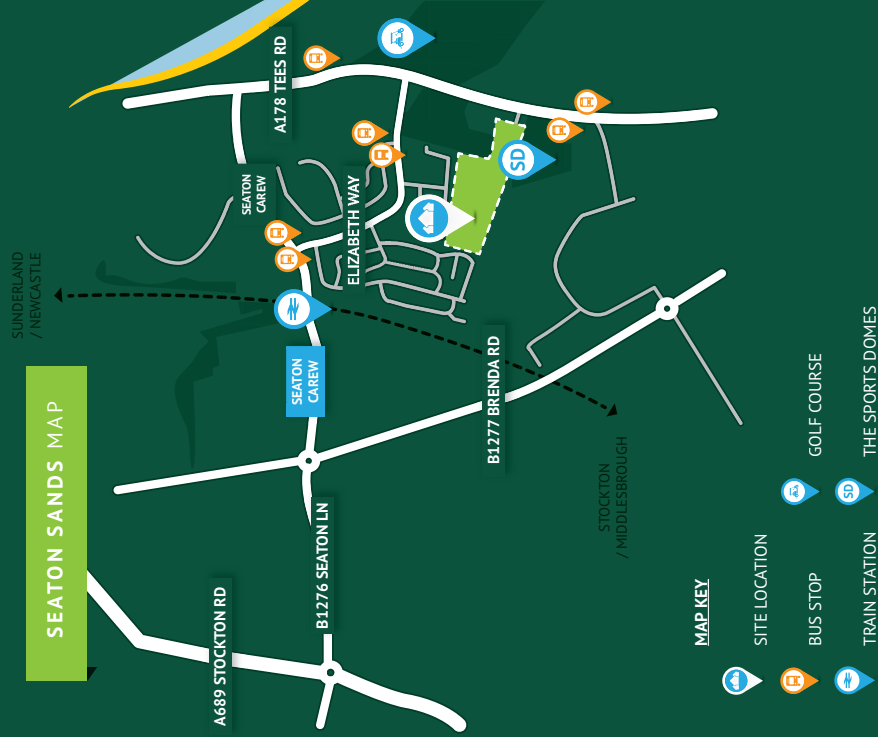 SEATON SANDS MAP
SUNDERLAND
/ NEWCASTLE
A689 STOCKTON RD
B1276 SEATON LN
SEATON
CAREW
SEATON
CAREW
A178 TEES RD
ELIZABETH WAY
B1277 BRENDA RD
SD
STOCKTON
/ MIDDLESBROUGH
MAP KEY
SITE LOCATION
BUS STOP
TRAIN STATION
GOLF COURSE
SD
THE SPORTS DOMES